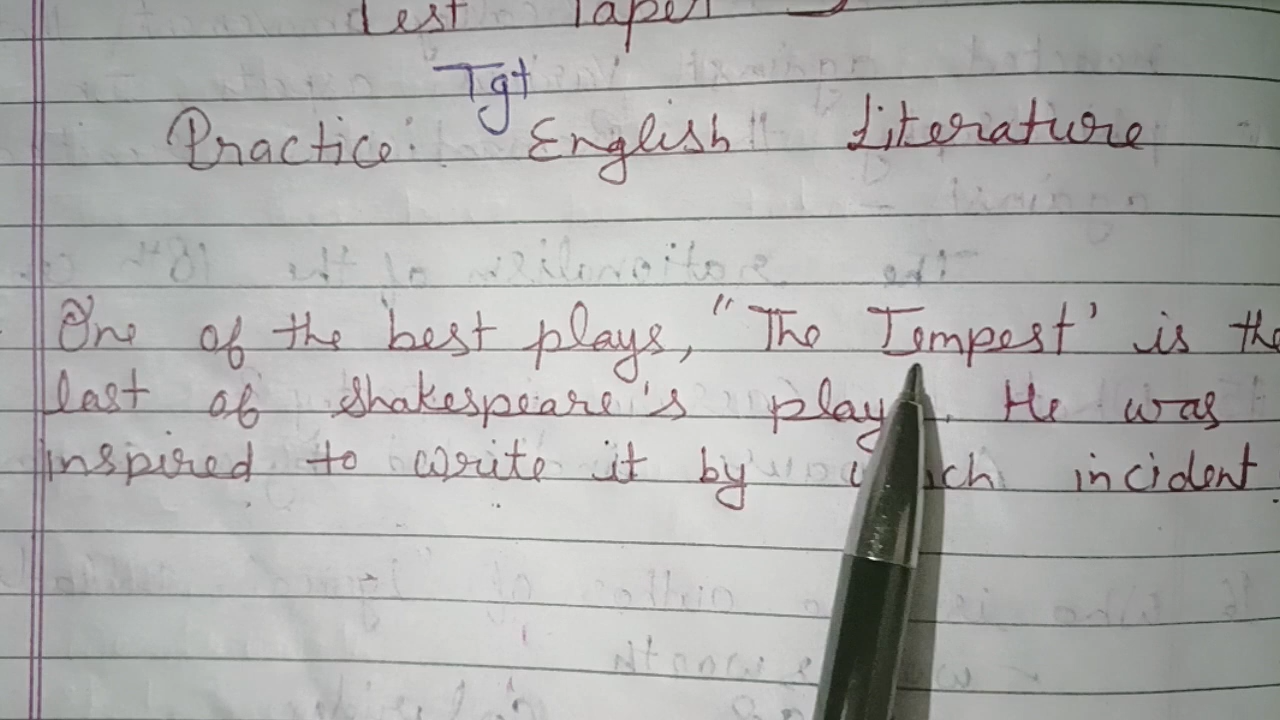 Test Paper
Tgt
Practice: English Literature
One of the best plays, "The Tempest' is the
last of Shakespeare's play. He was
inspired to write it by which incident.